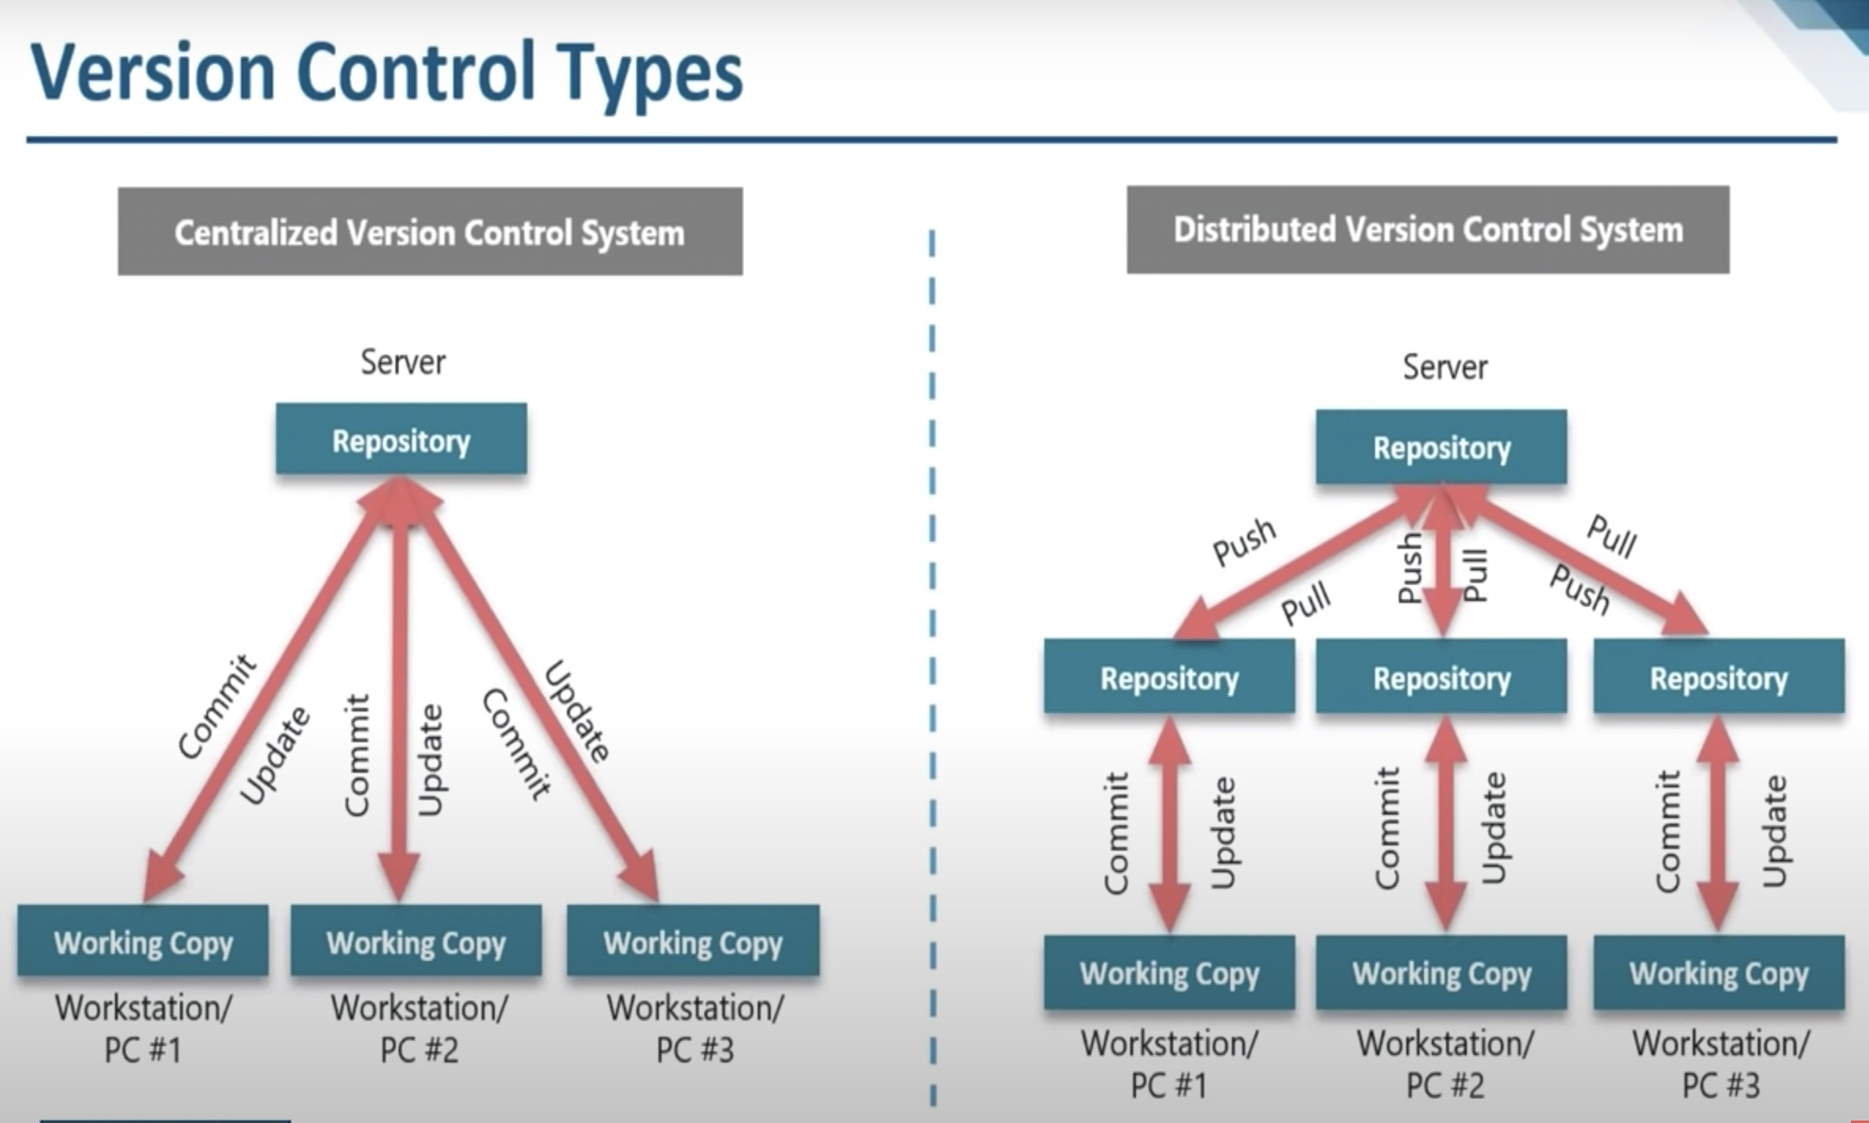 Version Control Types
Centralized Version Control System
Server
Repository
Commit
Update
Commit
Update
Commit
Update
Working Copy
Working Copy
Working Copy
Workstation/
PC #1
Workstation/
PC #2
Workstation/
PC #3
Distributed Version Control System
Server
Repository
Push
Pull
Push
Pull
Pull
Push
Repository
Repository
Repository
Commit
Update
Commit
Update
Commit
Update
Working Copy
Working Copy
Working Copy
Workstation/
PC #1
Workstation/
PC #2
Workstation/
PC #3